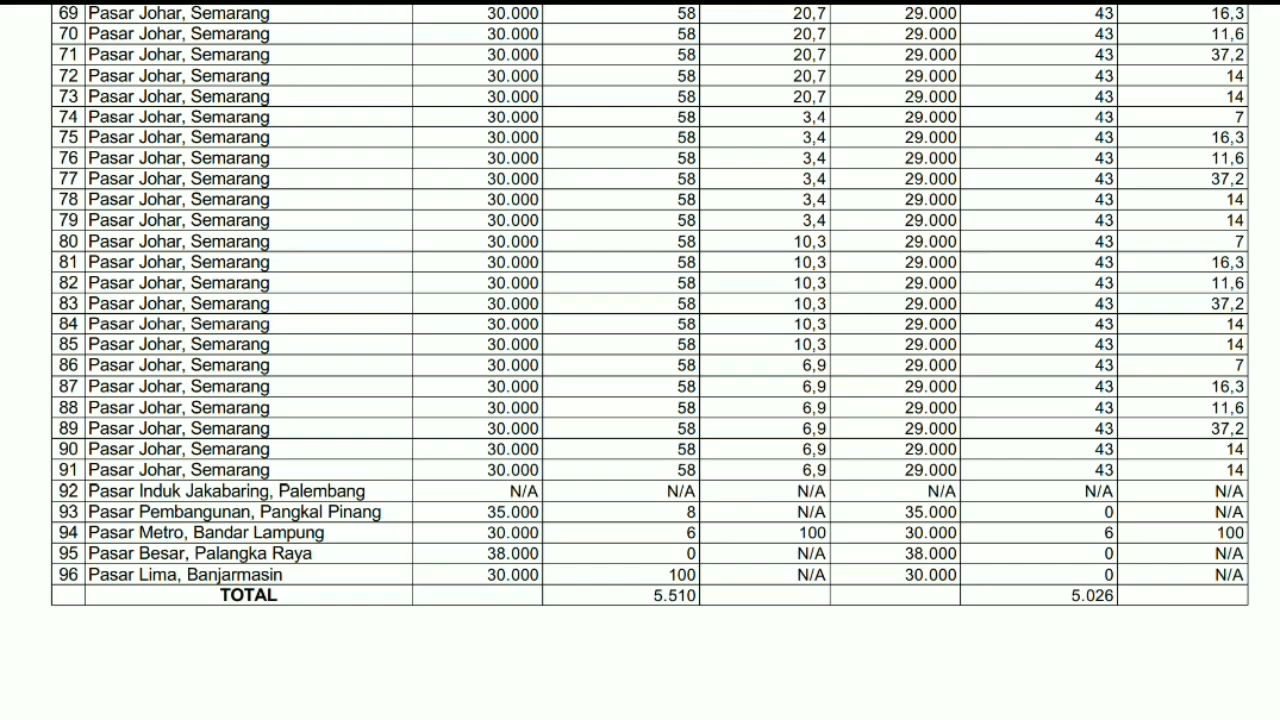 69 Pasar Johar, Semarang 30.000 58 20,7 29.000 43 16,3
70 Pasar Johar, Semarang 30.000 58 20,7 29.000 43 11,6
71 Pasar Johar, Semarang 30.000 58 20,7 29.000 43 37,2
72 Pasar Johar, Semarang 30.000 58 20,7 29.000 43 14
73 Pasar Johar, Semarang 30.000 58 20,7 29.000 43 14
74 Pasar Johar, Semarang 30.000 58 3,4 29.000 43 7
75 Pasar Johar, Semarang 30.000 58 3,4 29.000 43 16,3
76 Pasar Johar, Semarang 30.000 58 3,4 29.000 43 11,6
77 Pasar Johar, Semarang 30.000 58 3,4 29.000 43 37,2
78 Pasar Johar, Semarang 30.000 58 3,4 29.000 43 14
79 Pasar Johar, Semarang 30.000 58 3,4 29.000 43 14
80 Pasar Johar, Semarang 30.000 58 10,3 29.000 43 7
81 Pasar Johar, Semarang 30.000 58 10,3 29.000 43 16,3
82 Pasar Johar, Semarang 30.000 58 10,3 29.000 43 11,6
83 Pasar Johar, Semarang 30.000 58 10,3 29.000 43 37,2
84 Pasar Johar, Semarang 30.000 58 10,3 29.000 43 14
85 Pasar Johar, Semarang 30.000 58 10,3 29.000 43 14
86 Pasar Johar, Semarang 30.000 58 6,9 29.000 43 7
87 Pasar Johar, Semarang 30.000 58 6,9 29.000 43 16,3
88 Pasar Johar, Semarang 30.000 58 6,9 29.000 43 11,6
89 Pasar Johar, Semarang 30.000 58 6,9 29.000 43 37,2
90 Pasar Johar, Semarang 30.000 58 6,9 29.000 43 14
91 Pasar Johar, Semarang 30.000 58 6,9 29.000 43 14
92 Pasar Induk Jakabaring, Palembang N/A N/A N/A N/A N/A N/A
93 Pasar Pembangunan, Pangkal Pinang 35.000 8 N/A 35.000 0 N/A
94 Pasar Metro, Bandar Lampung 30.000 6 100 30.000 6 100
95 Pasar Besar, Palangka Raya 38.000 0 N/A 38.000 0 N/A
96 Pasar Lima, Banjarmasin 30.000 100 N/A 30.000 0 N/A
TOTAL 5.510 5.026